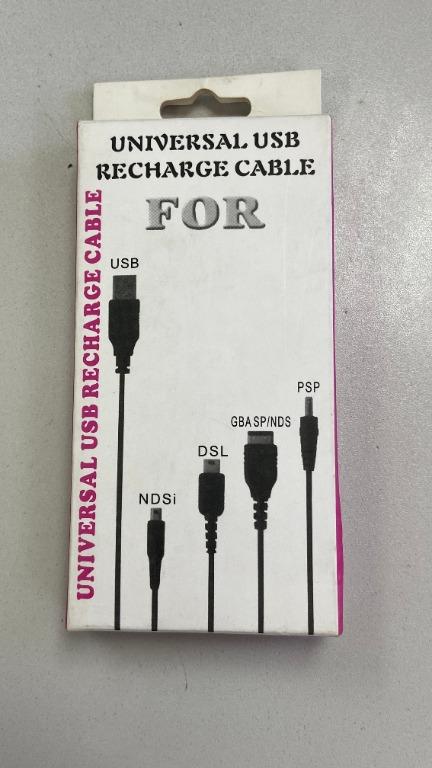 UNIVERSAL USB
RECHARGE CABLE
FOR
UNIVERSAL USB RECHARGE CABLE
USB
PSP
GBA SP/NDS
DSL
NDSi